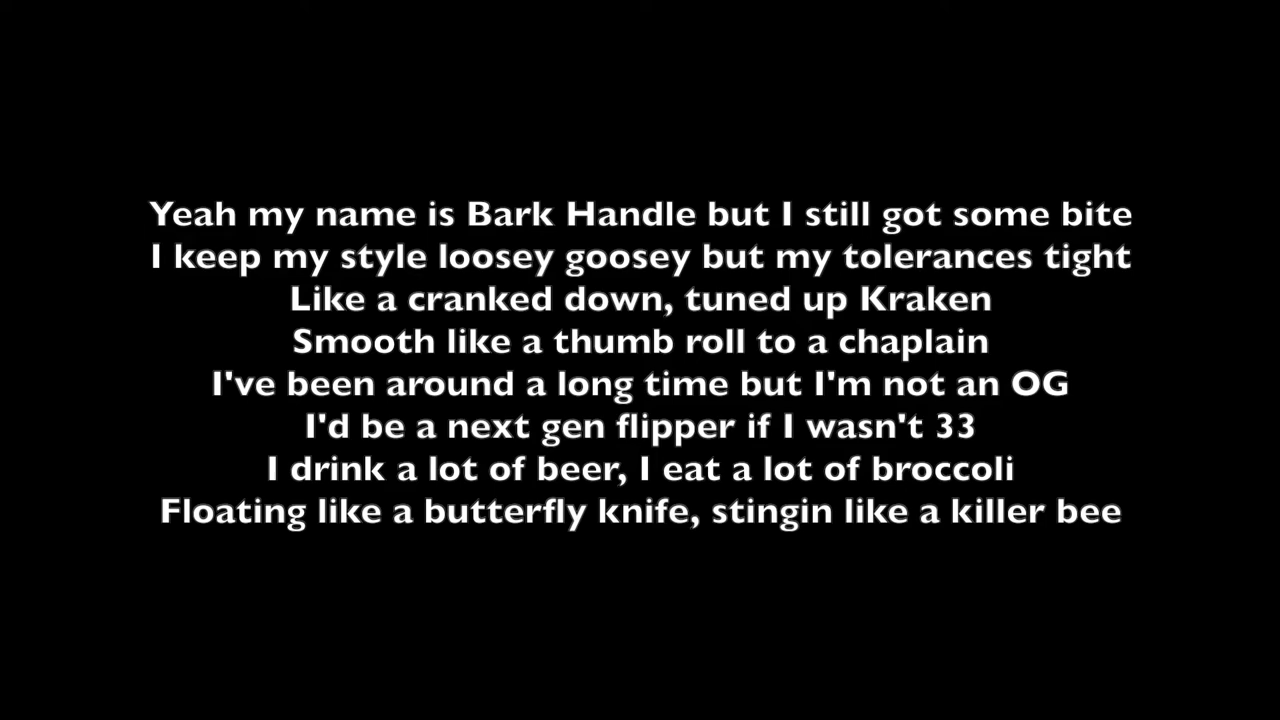 Yeah my name is Bark Handle but I still got some bite
I keep my style loosey goosey but my tolerances tight
Like a cranked down, tuned up Kraken
Smooth like a thumb roll to a chaplain
I've been around a long time but I'm not an OG
I'd be a next gen flipper if I wasn't 33
I drink a lot of beer, I eat a lot of broccoli
Floating like a butterfly knife, stingin like a killer bee